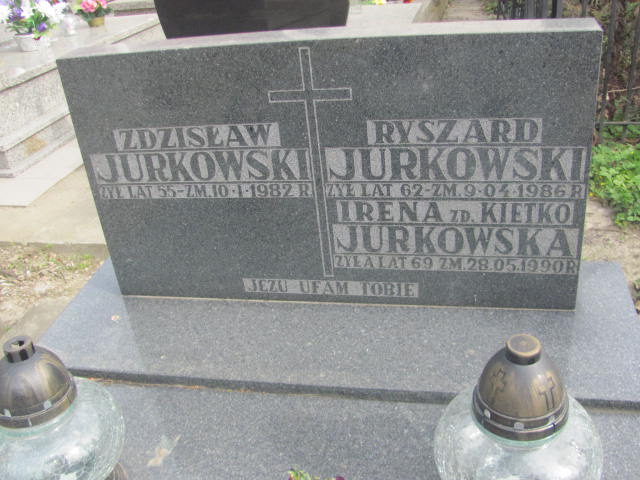 ZDZISŁAW
JURKOWSKI
ŻYŁ LAT 55-ZM.10·1·1982 R
RYSZARD
JURKOWSKI
ŻYŁ LAT 62-ZM.9·04·1986 R
IRENA ZD. KIETKO
JURKOWSKA
ŻYŁA LAT 69 ZM.28.05.1990R
JEZU UFAM TOBIE